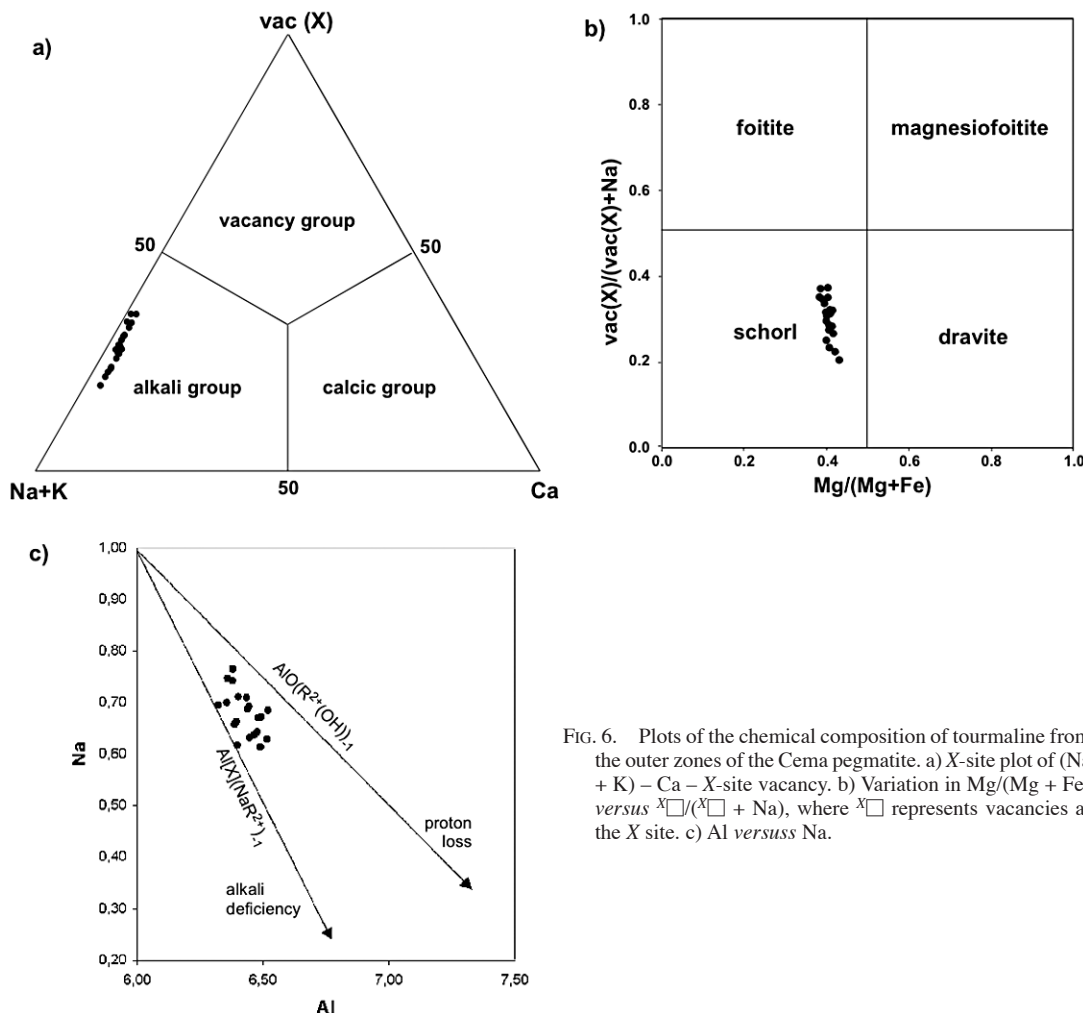 a)
vac (X)
vacancy group
50
50
alkali group
calcic group
Na+K
50
Ca
b)
vac(X)/(vac(X)+Na)
1.0
0.8
0.6
0.4
0.2
0.0
foitite
magnesiofoitite
schorl
dravite
0.0
0.2
0.4
0.6
0.8
1.0
Mg/(Mg+Fe)
c)
Na
1,00
0,90
0,80
0,70
0,60
0,50
0,40
0,30
0,20
AlO(R2+(OH))-1
Al[X](NaR2+)-1
proton
loss
alkali
deficiency
6,00
6,50
7,00
7,50
Al
FIG. 6. Plots of the chemical composition of tourmaline from
the outer zones of the Cema pegmatite. a) X-site plot of (Na
+ K) – Ca – X-site vacancy. b) Variation in Mg/(Mg + Fe
versus X□/(X□ + Na), where X□ represents vacancies a
the X site. c) Al versuss Na.